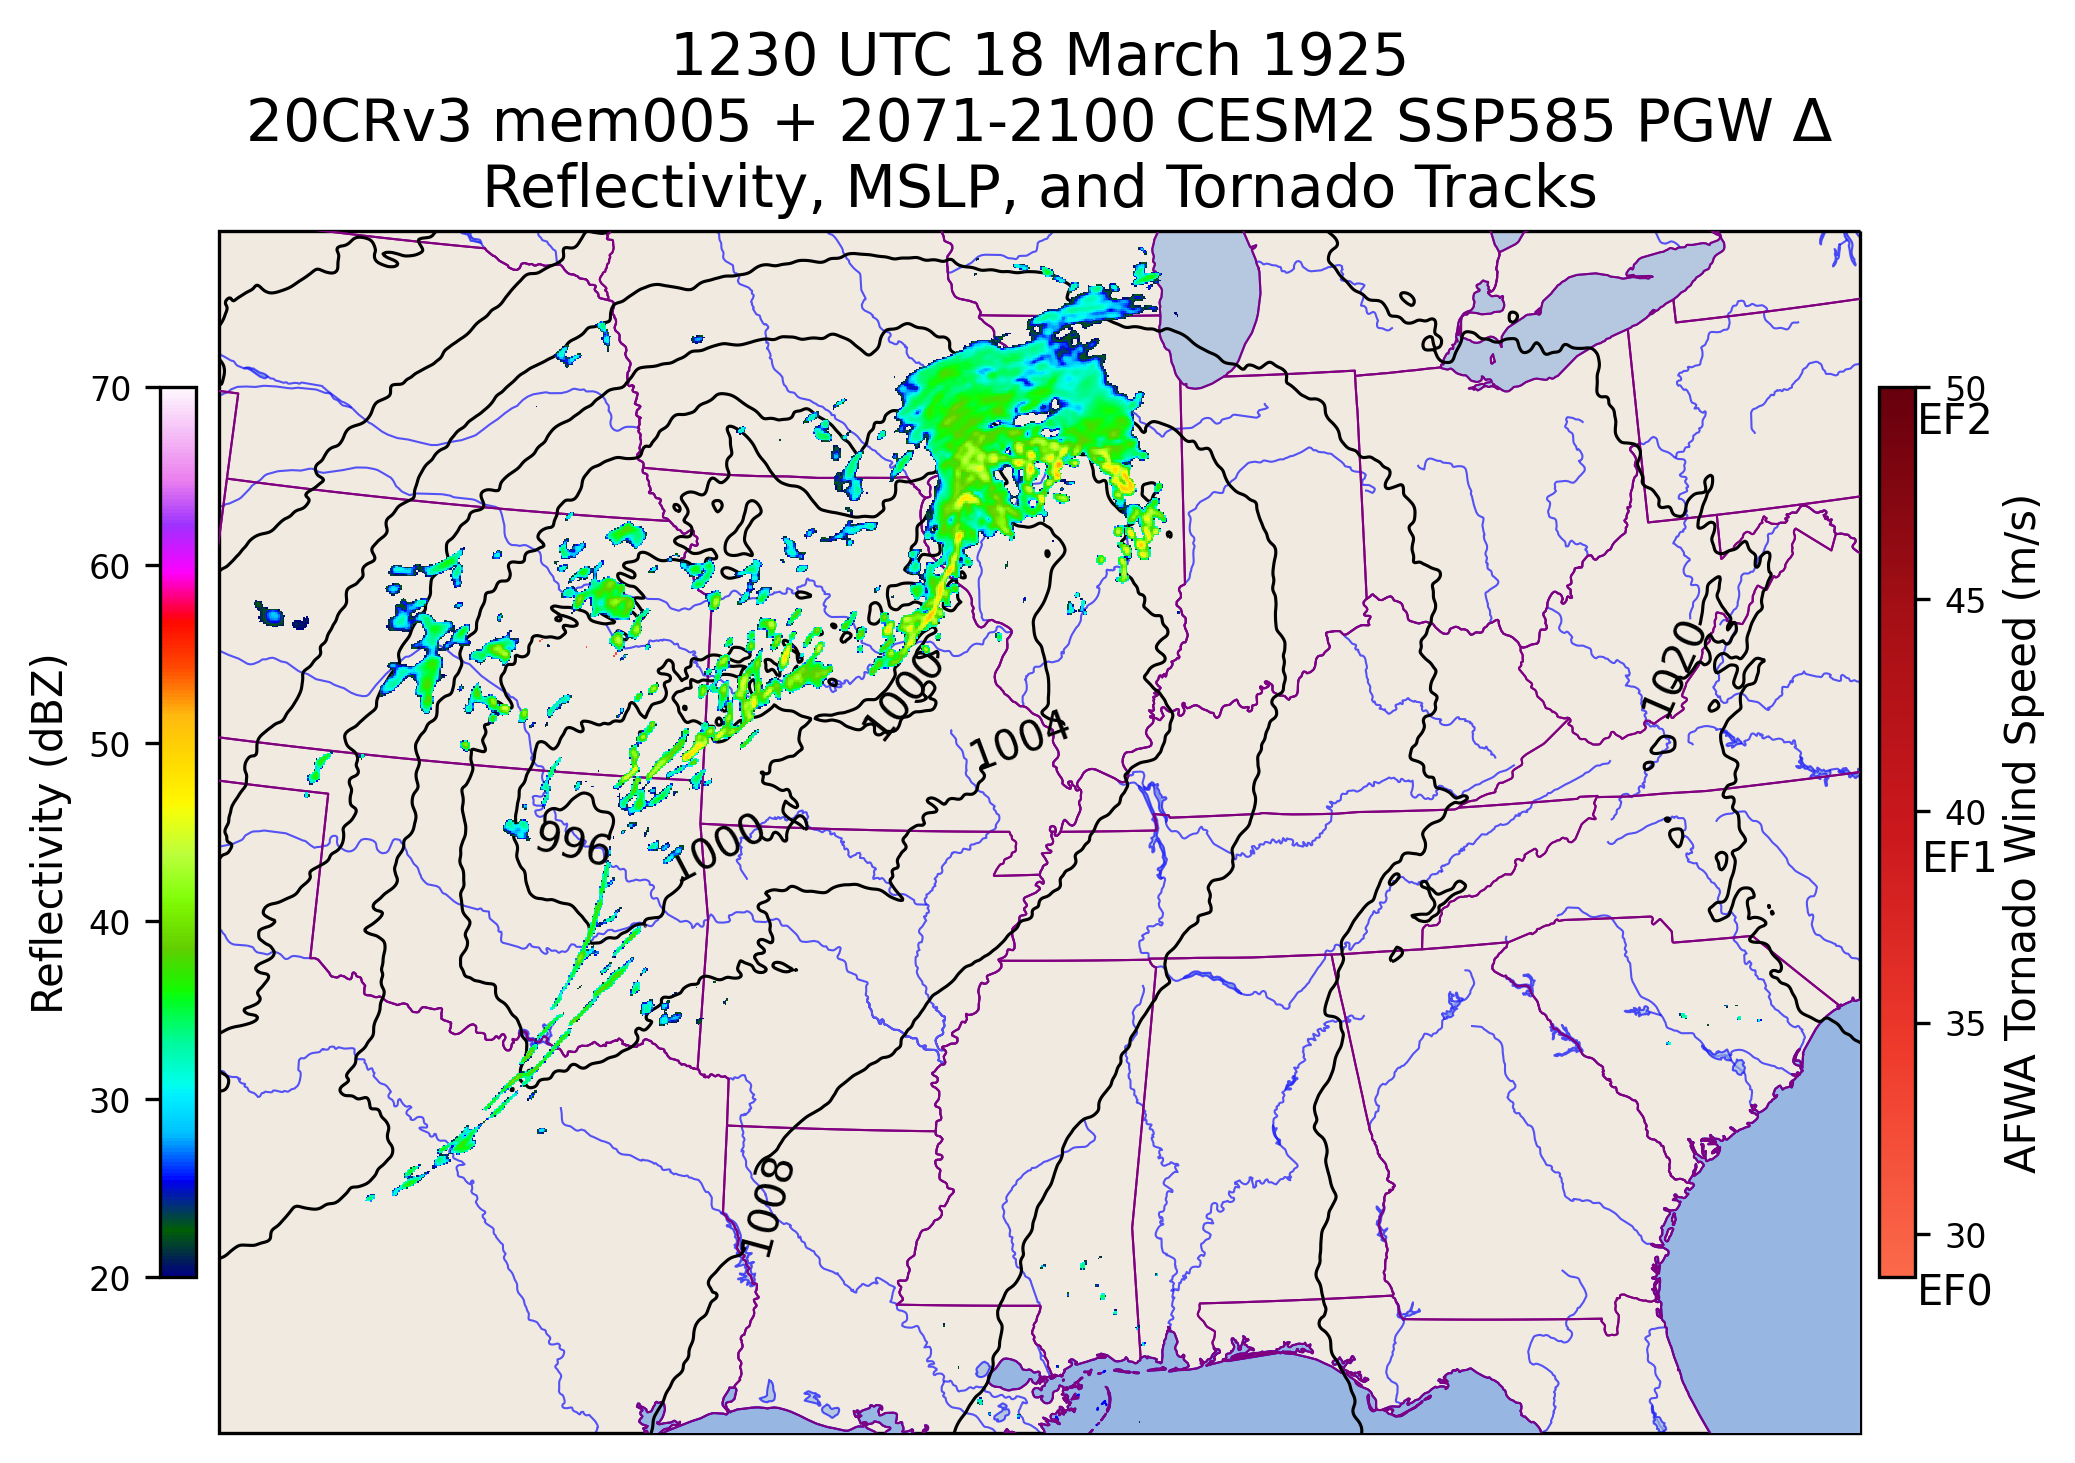 1230 UTC 18 March 1925
20CRv3 mem005 + 2071-2100 CESM2 SSP585 PGW Δ
Reflectivity, MSLP, and Tornado Tracks
Reflectivity (dBZ)
70
60
50
40
30
20
1000
1004
1020
996
1000
1008
50
EF2
45
40
EF1
35
30
EF0
AFWA Tornado Wind Speed (m/s)